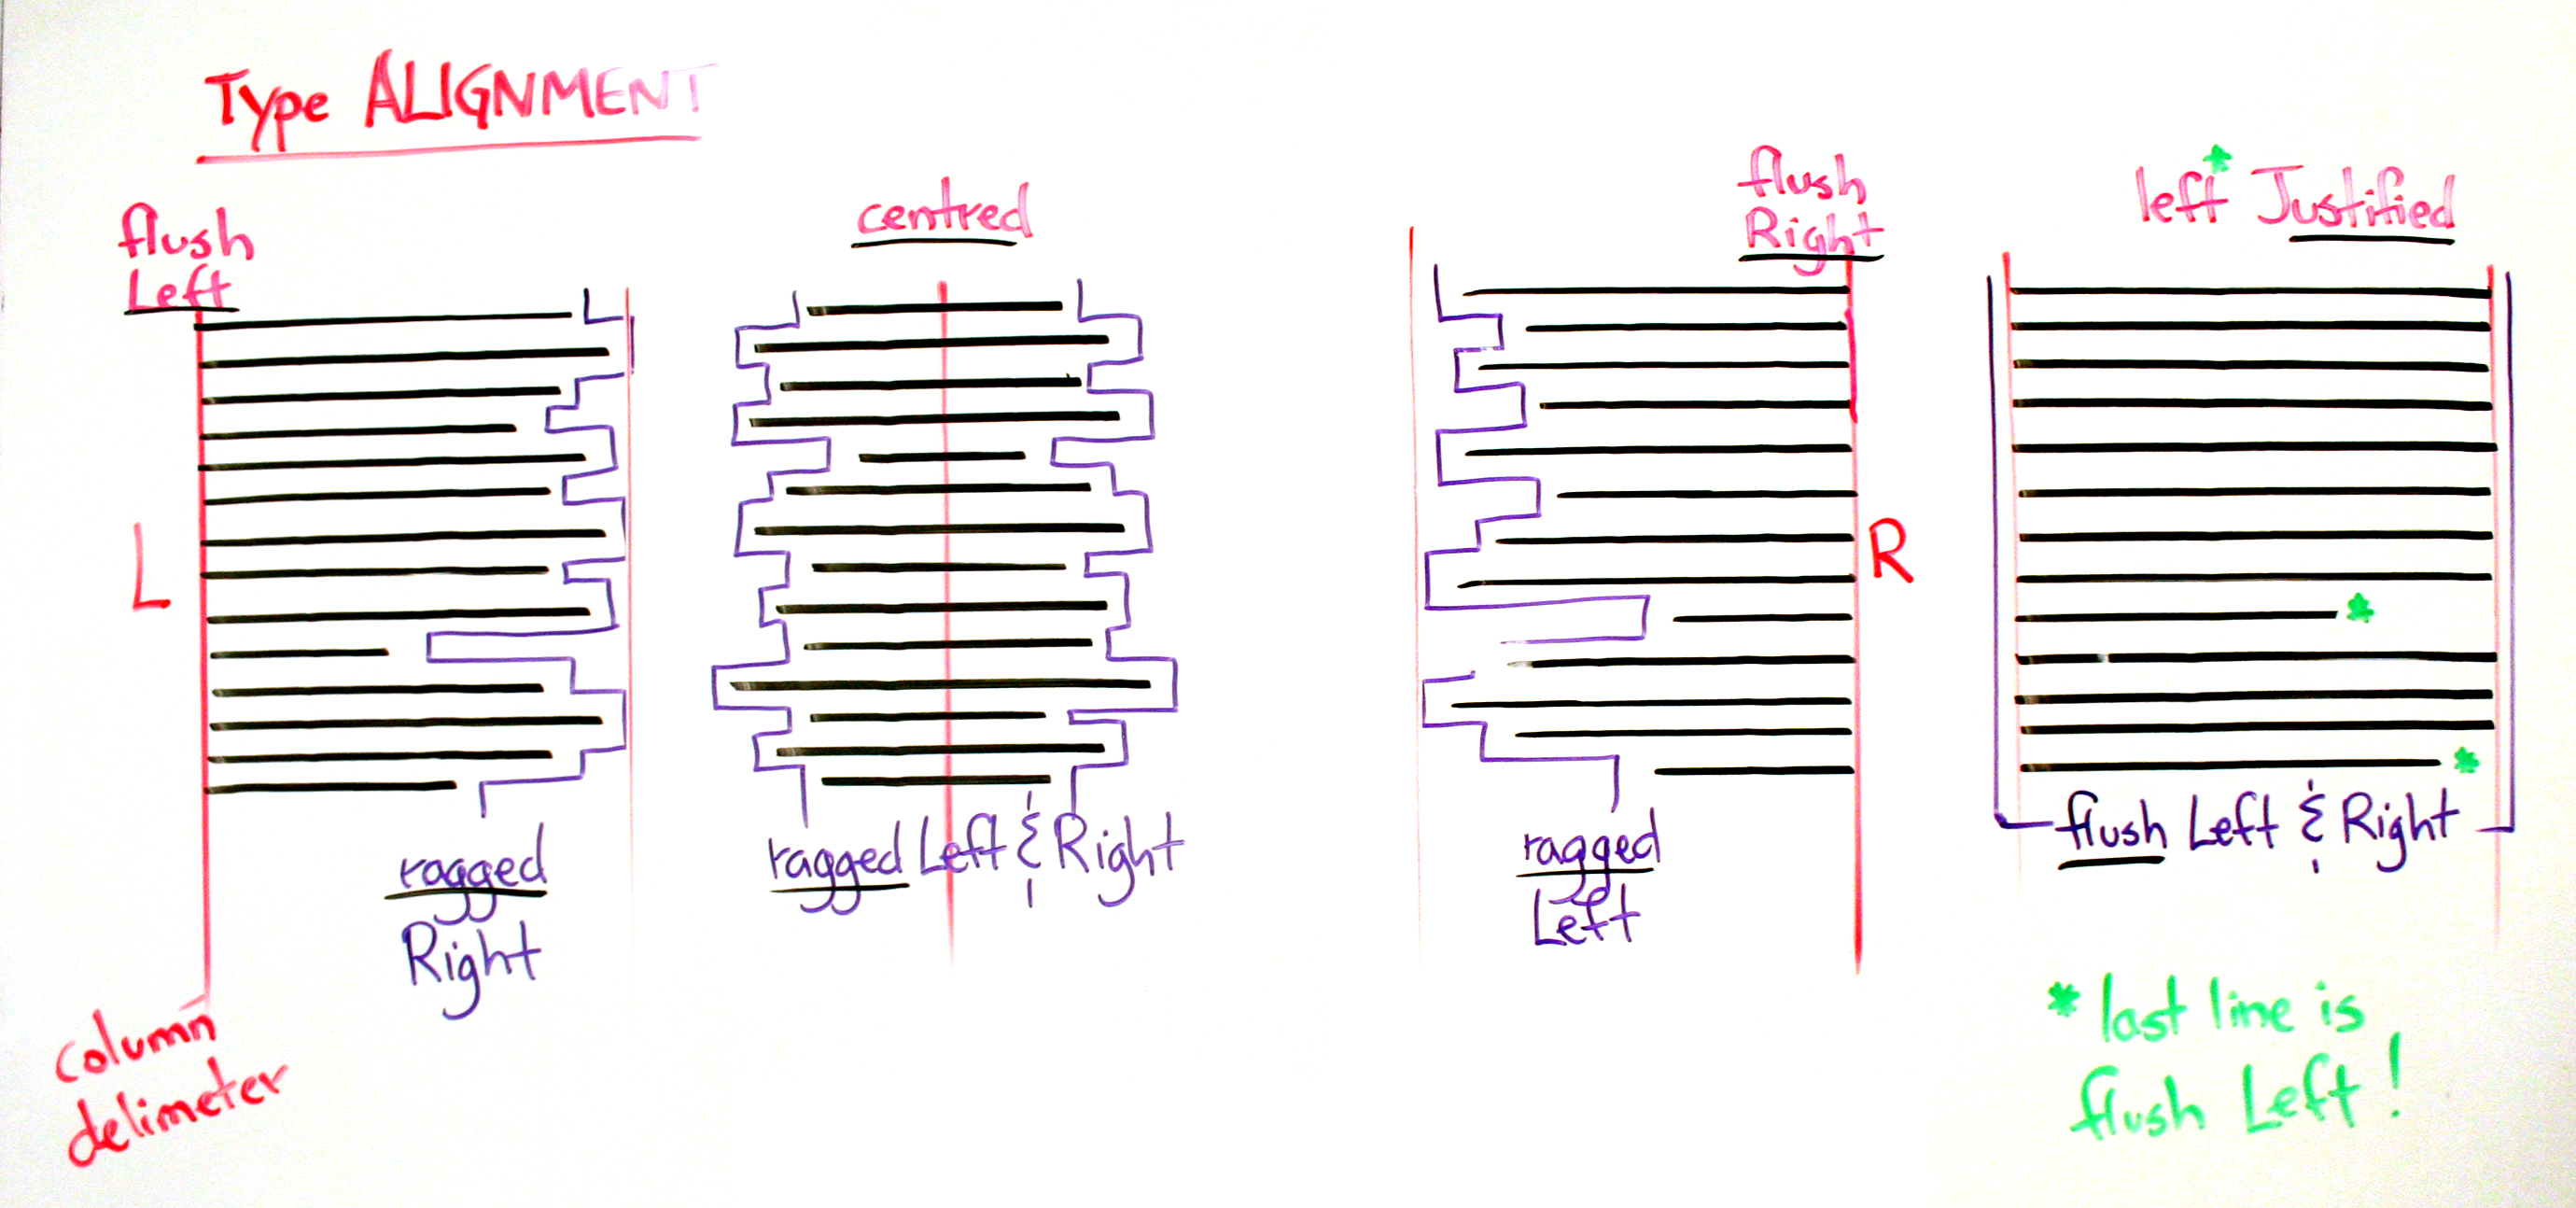 Type ALIGNMENT
flush
Left
L
ragged
Right
column
delimeter
centred
ragged Left & Right
flush
Right
R
ragged
Left
left* Justified
*
*
flush Left & Right
* last line is
flush Left!